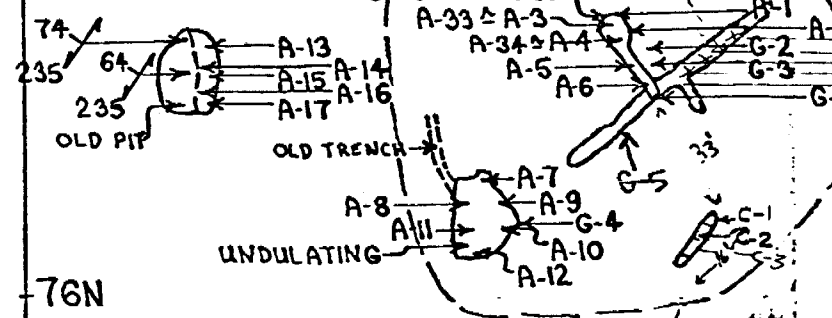 A-1
A-33 ≃ A-3
74
A-34 ≃ A-4
A-13
G-2
64
A-14
235
A-5
G-3
A-15
A-6
A-16
235
A-17
OLD PIT
OLD TRENCH
33'
A-7
G-5
A-8
A-9
C-1
A-11
G-4
C-2
UNDULATING
A-10
C-3
A-12
76N